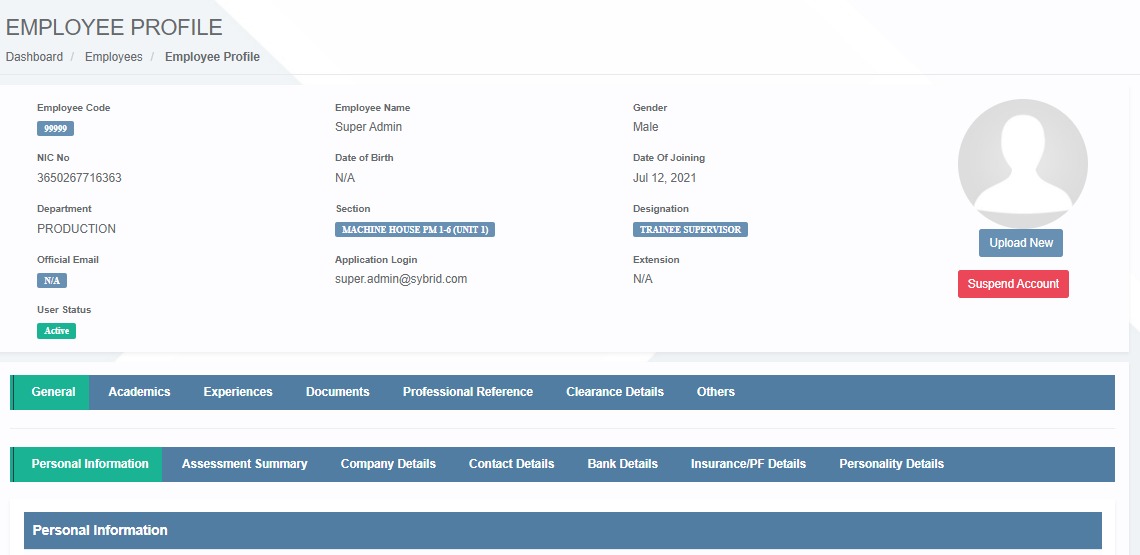 EMPLOYEE PROFILE
Dashboard / Employees / Employee Profile
Employee Code Employee Name Gender
99999 Super Admin Male
NIC No Date of Birth Date Of Joining
3650267716363 N/A Jul 12, 2021
Department Section Designation
PRODUCTION MACHINE HOUSE PM 1-6 (UNIT 1) TRAINEE SUPERVISOR
Upload New
Official Email Application Login Extension
N/A super.admin@sybrid.com N/A
Suspend Account
User Status
Active
General Academics Experiences Documents Professional Reference Clearance Details Others
Personal Information Assessment Summary Company Details Contact Details Bank Details Insurance/PF Details Personality Details
Personal Information